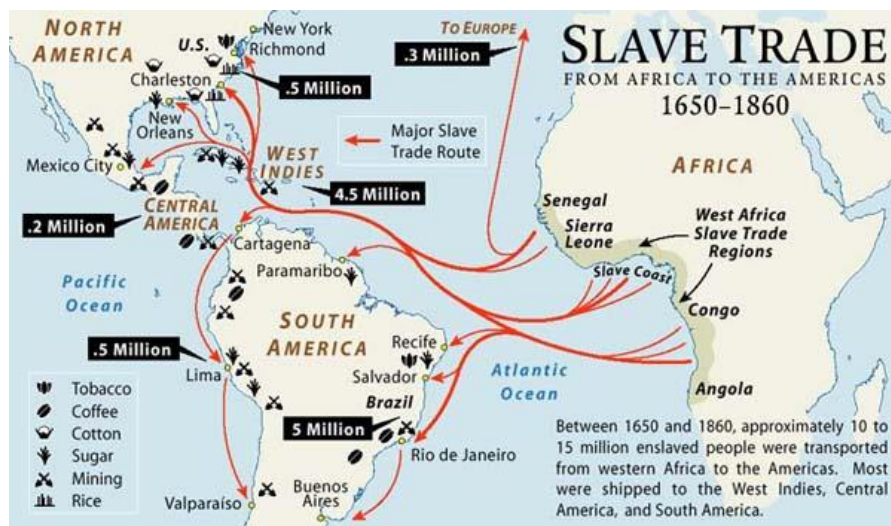 SLAVE TRADE
FROM AFRICA TO THE AMERICAS
1650–1860
TO EUROPE
.3 Million
NORTH
AMERICA
U.S.
New York
Richmond
Charleston
.5 Million
New
Orleans
Mexico City
WEST
INDIES
4.5 Million
Major Slave
Trade Route
CENTRAL
AMERICA
.2 Million
Cartagena
Paramaribo
Pacific
Ocean
SOUTH
AMERICA
.5 Million
Lima
Recife
Salvador
Brazil
5 Million
Rio de Janeiro
Valparaíso
Buenos
Aires
Atlantic
Ocean
AFRICA
Senegal
Sierra
Leone
West Africa
Slave Trade
Regions
Slave Coast
Congo
Angola
Tobacco
Coffee
Cotton
Sugar
Mining
Rice
Between 1650 and 1860, approximately 10 to
15 million enslaved people were transported
from western Africa to the Americas. Most
were shipped to the West Indies, Central
America, and South America.